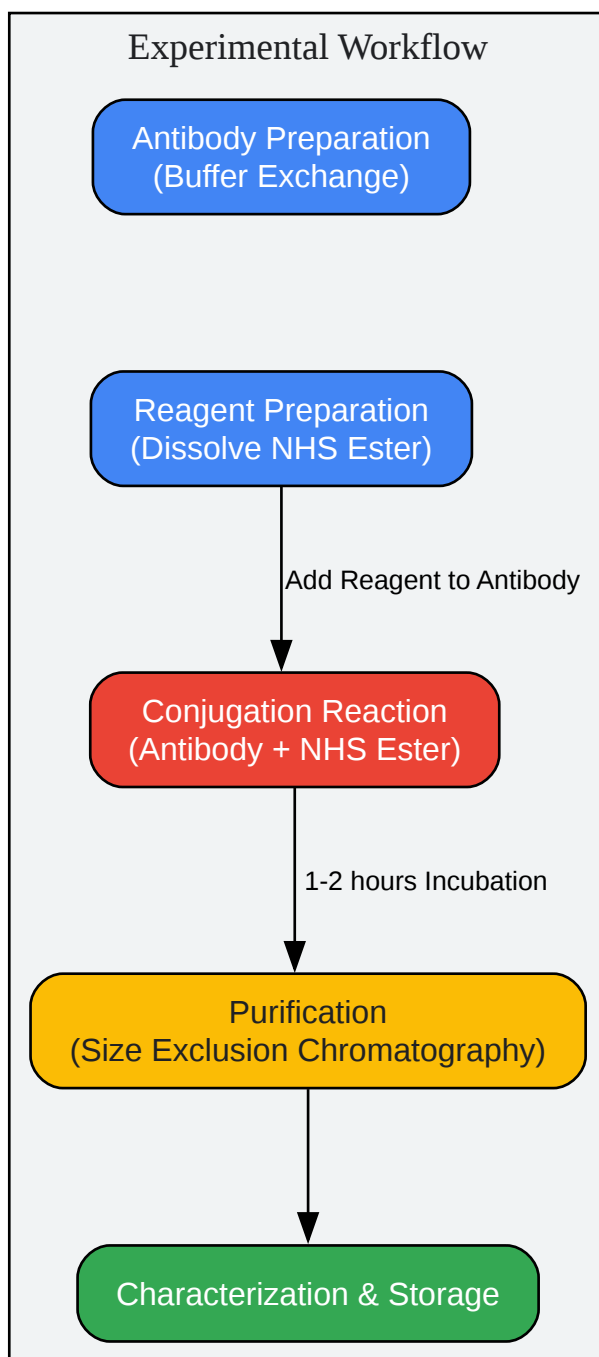 Experimental Workflow
Antibody Preparation
(Buffer Exchange)
Reagent Preparation
(Dissolve NHS Ester)
Add Reagent to Antibody
Conjugation Reaction
(Antibody + NHS Ester)
1-2 hours Incubation
Purification
(Size Exclusion Chromatography)
Characterization & Storage